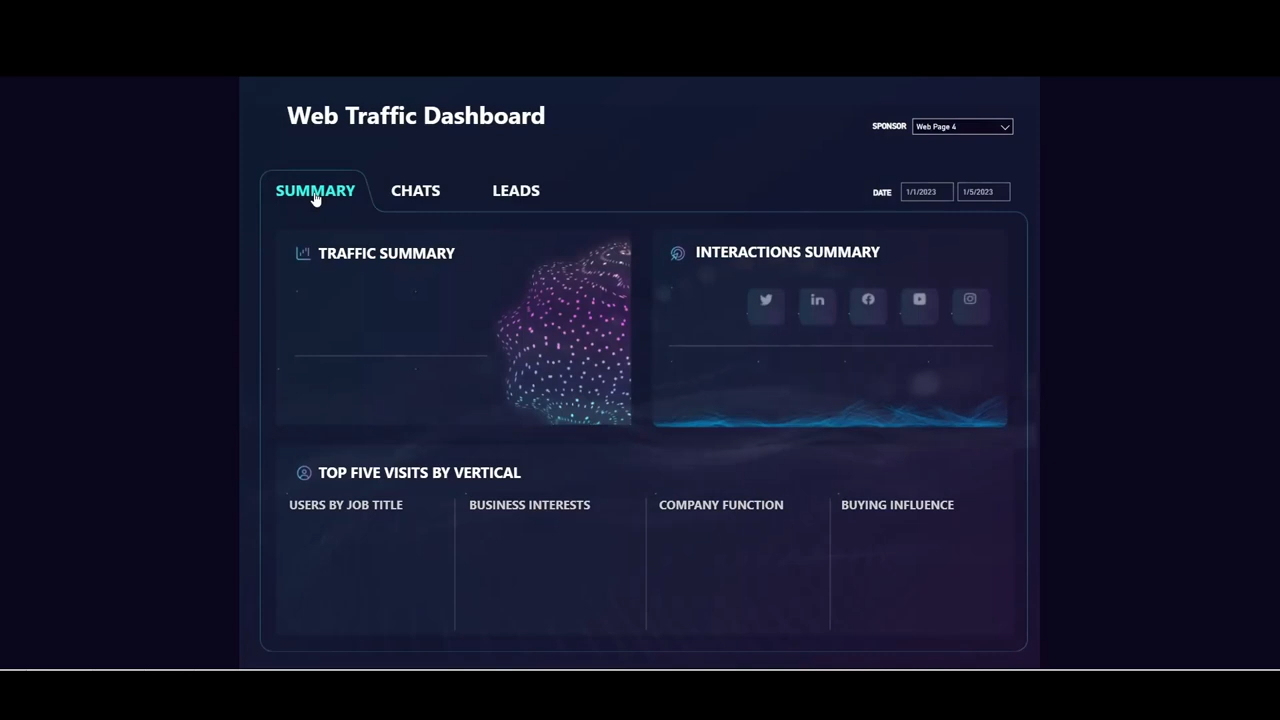 Web Traffic Dashboard
SPONSOR Web Page 4
SUMMARY CHATS LEADS
DATE 1/1/2023 1/5/2023
TRAFFIC SUMMARY
INTERACTIONS SUMMARY
TOP FIVE VISITS BY VERTICAL
USERS BY JOB TITLE BUSINESS INTERESTS COMPANY FUNCTION BUYING INFLUENCE